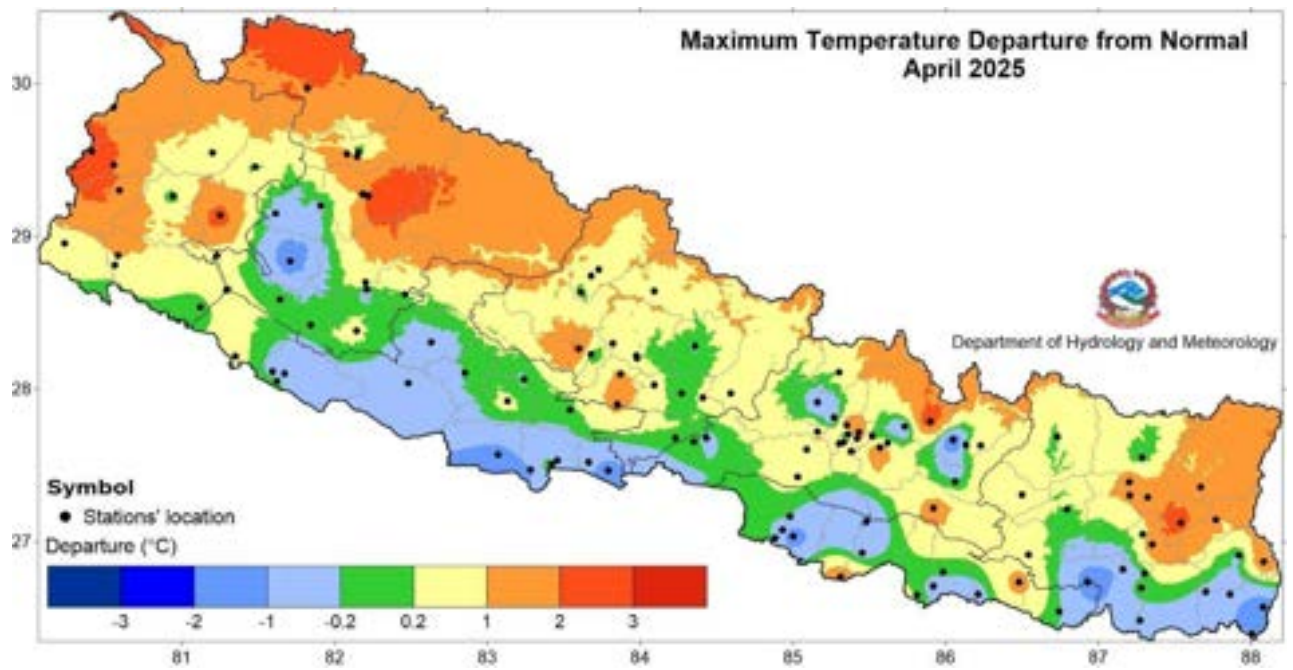 Maximum Temperature Departure from Normal
April 2025
30
29
28
27
Department of Hydrology and Meteorology
Symbol
Stations' location
Departure (°C)
-3 -2 -1 -0.2 0.2 1 2 3
81 82 83 84 85 86 87 88